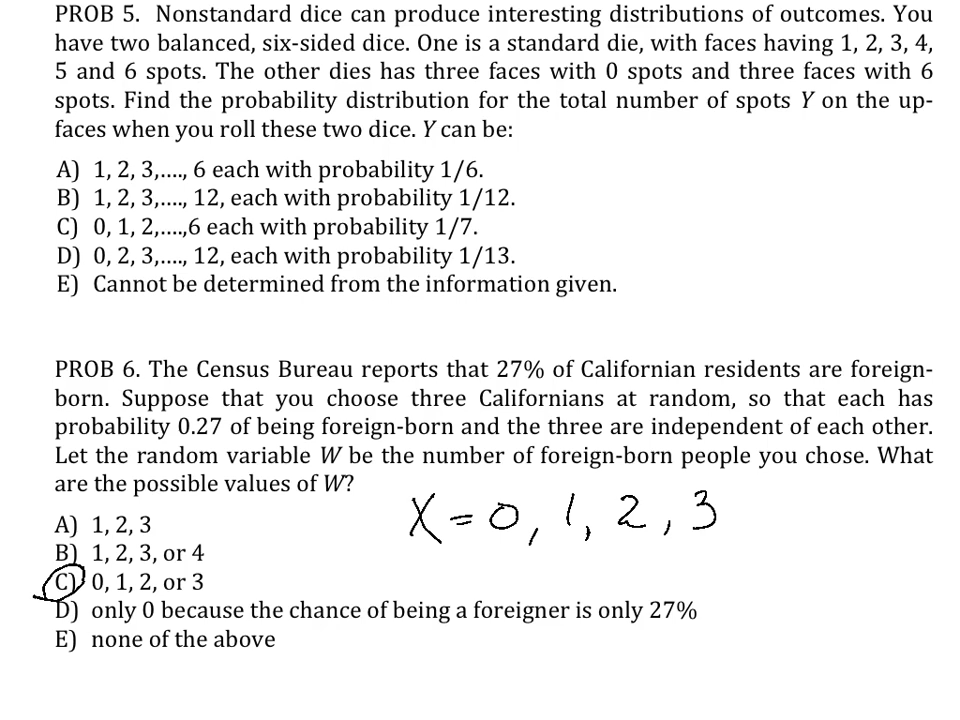 PROB 5. Nonstandard dice can produce interesting distributions of outcomes. You
have two balanced, six-sided dice. One is a standard die, with faces having 1, 2, 3, 4,
5 and 6 spots. The other dies has three faces with 0 spots and three faces with 6
spots. Find the probability distribution for the total number of spots Y on the up-
faces when you roll these two dice. Y can be:
A) 1, 2, 3,...., 6 each with probability 1/6.
B) 1, 2, 3,...., 12, each with probability 1/12.
C) 0, 1, 2,....,6 each with probability 1/7.
D) 0, 2, 3,...., 12, each with probability 1/13.
E) Cannot be determined from the information given.
PROB 6. The Census Bureau reports that 27% of Californian residents are foreign-
born. Suppose that you choose three Californians at random, so that each has
probability 0.27 of being foreign-born and the three are independent of each other.
Let the random variable W be the number of foreign-born people you chose. What
are the possible values of W?
X = 0, 1, 2, 3
A) 1, 2, 3
B) 1, 2, 3, or 4
C) 0, 1, 2, or 3
D) only 0 because the chance of being a foreigner is only 27%
E) none of the above